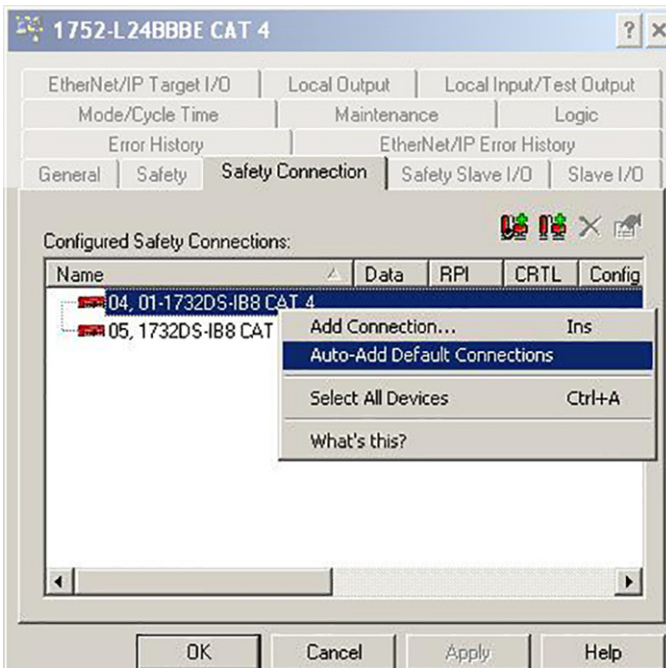 1752-L24BBBE CAT 4
EtherNet/IP Target I/O Local Output Local Input/Test Output
Mode/Cycle Time Maintenance Logic
Error History EtherNet/IP Error History
General Safety Safety Connection Safety Slave I/O Slave I/O
Configured Safety Connections:
Name Data RPI CRTL Config
04, 01-1732DS-IB8 CAT 4
05, 1732DS-IB8 CAT
Add Connection... Ins
Auto-Add Default Connections
Select All Devices Ctrl+A
What's this?
OK Cancel Apply Help